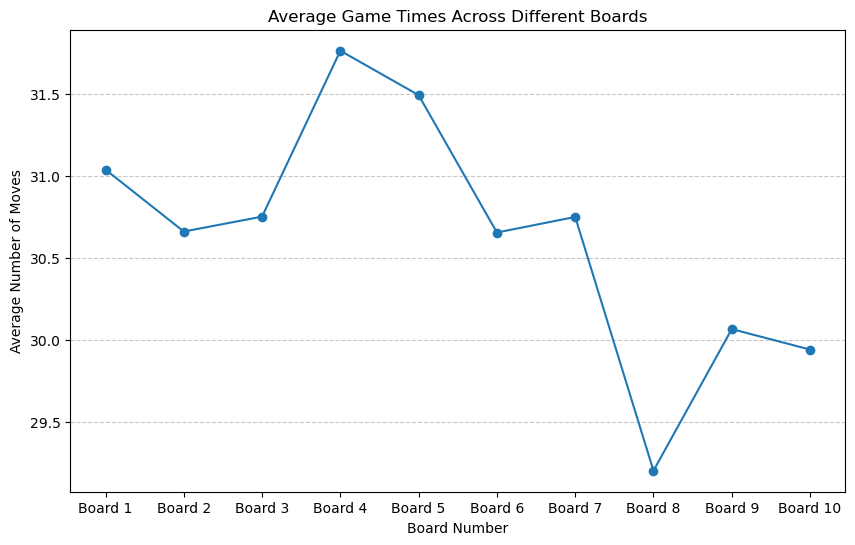 Average Game Times Across Different Boards
Average Number of Moves
31.5
31.0
30.5
30.0
29.5
Board 1 Board 2 Board 3 Board 4 Board 5 Board 6 Board 7 Board 8 Board 9 Board 10
Board Number